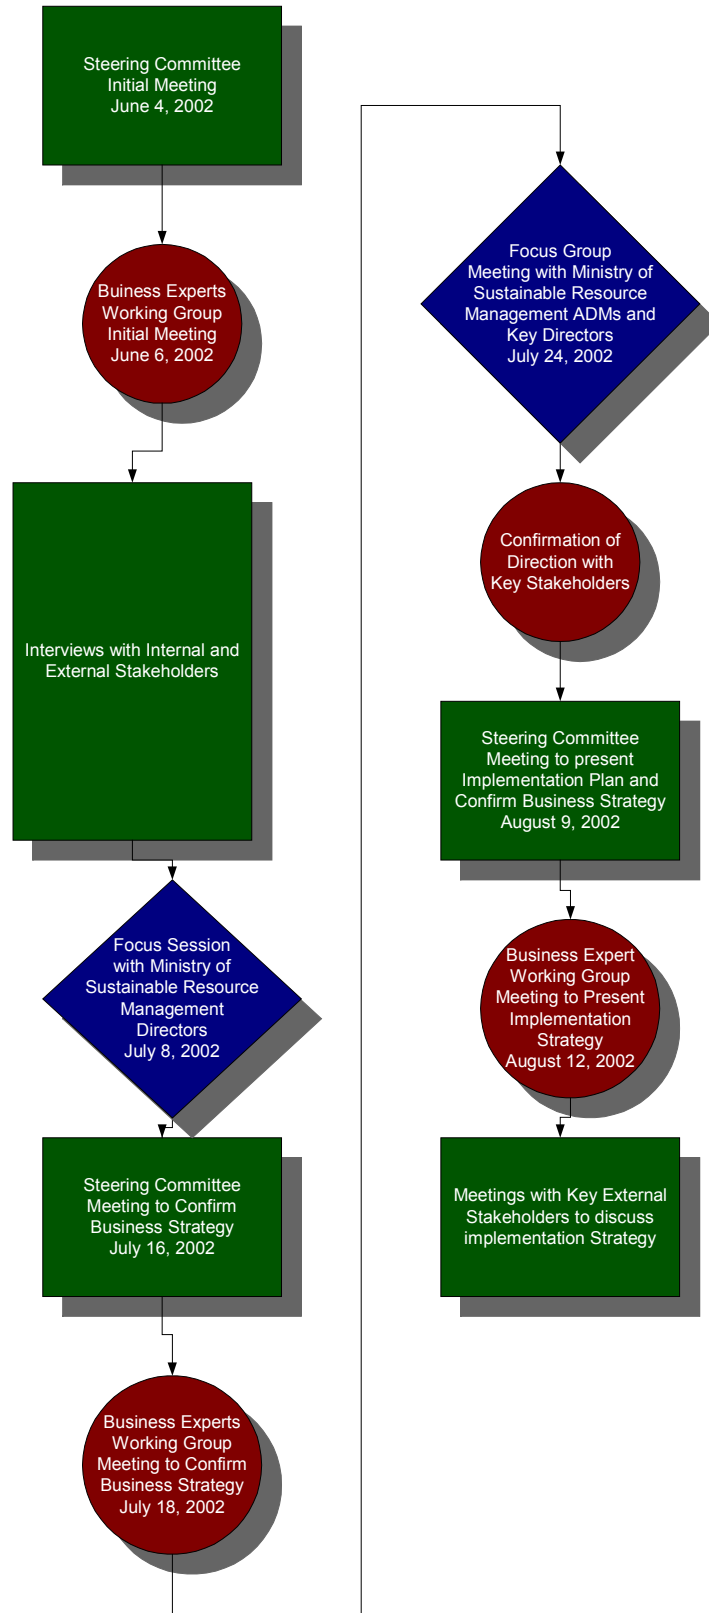 Steering Committee
Initial Meeting
June 4, 2002
Buiness Experts
Working Group
Initial Meeting
June 6, 2002
Interviews with Internal and
External Stakeholders
Focus Session
with Ministry of
Sustainable Resource
Management
Directors
July 8, 2002
Steering Committee
Meeting to Confirm
Business Strategy
July 16, 2002
Business Experts
Working Group
Meeting to Confirm
Business Strategy
July 18, 2002
Focus Group
Meeting with Ministry of
Sustainable Resource
Management ADMs and
Key Directors
July 24, 2002
Confirmation of
Direction with
Key Stakeholders
Steering Committee
Meeting to present
Implementation Plan and
Confirm Business Strategy
August 9, 2002
Business Expert
Working Group
Meeting to Present
Implementation
Strategy
August 12, 2002
Meetings with Key External
Stakeholders to discuss
implementation Strategy